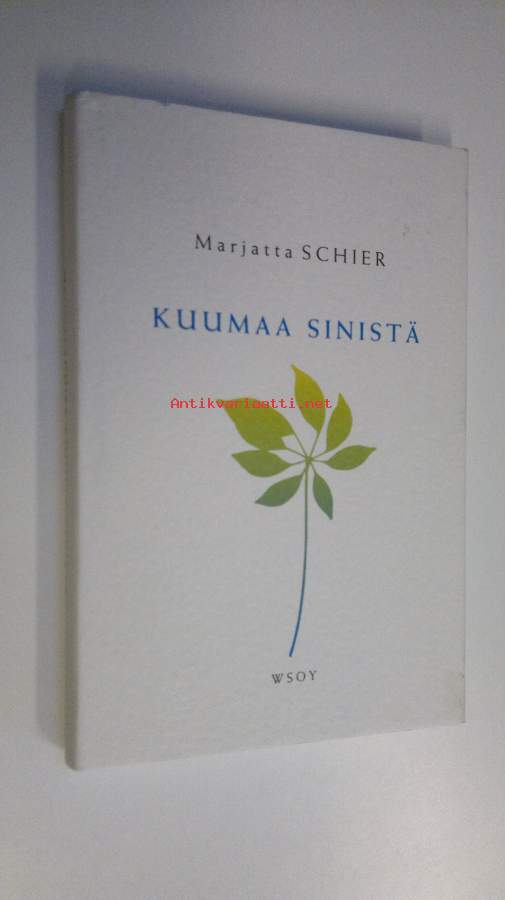 Marjatta SCHIER
KUUMAA SINISTÄ
Antikvariaatti.net
WSOY